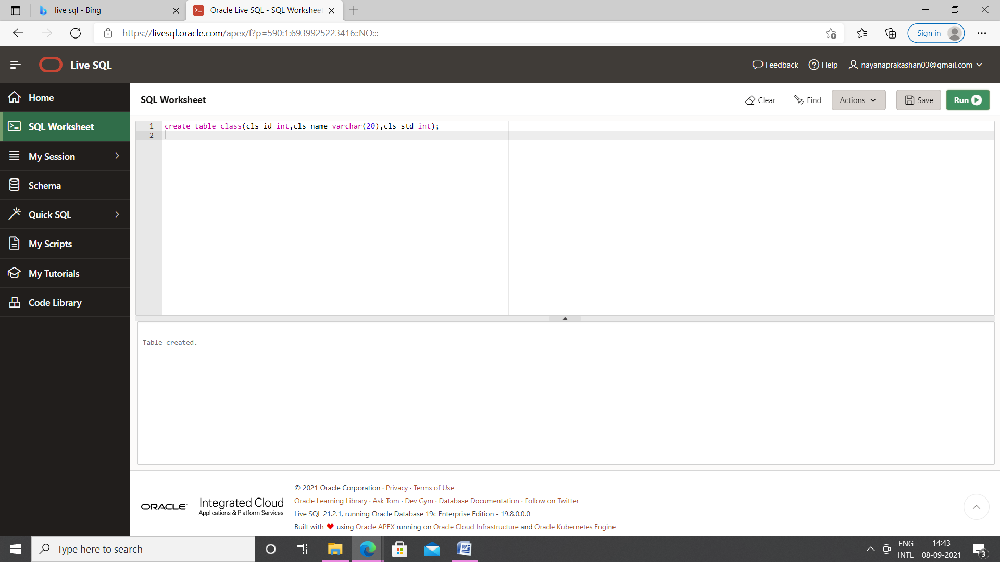 live sql - Bing
Oracle Live SQL - SQL Workshee
https://livesql.oracle.com/apex/f?p=590:1:6939925223416::NO:::
Sign in
Live SQL
Feedback
Help
nayanaprakashan03@gmail.com
Home
SQL Worksheet
My Session
Schema
Quick SQL
My Scripts
My Tutorials
Code Library
SQL Worksheet
Clear
Find
Actions
Save
Run
1 create table class(cls_id int,cls_name varchar(20),cls_std int);
2
Table created.
ORACLE
Integrated Cloud
Applications & Platform Services
© 2021 Oracle Corporation · Privacy · Terms of Use
Oracle Learning Library · Ask Tom · Dev Gym · Database Documentation · Follow on Twitter
Live SQL 21.2.1, running Oracle Database 19c Enterprise Edition - 19.8.0.0.0
Built with ❤ using Oracle APEX running on Oracle Cloud Infrastructure and Oracle Kubernetes Engine
Type here to search
ENG
INTL
14:43
08-09-2021
3